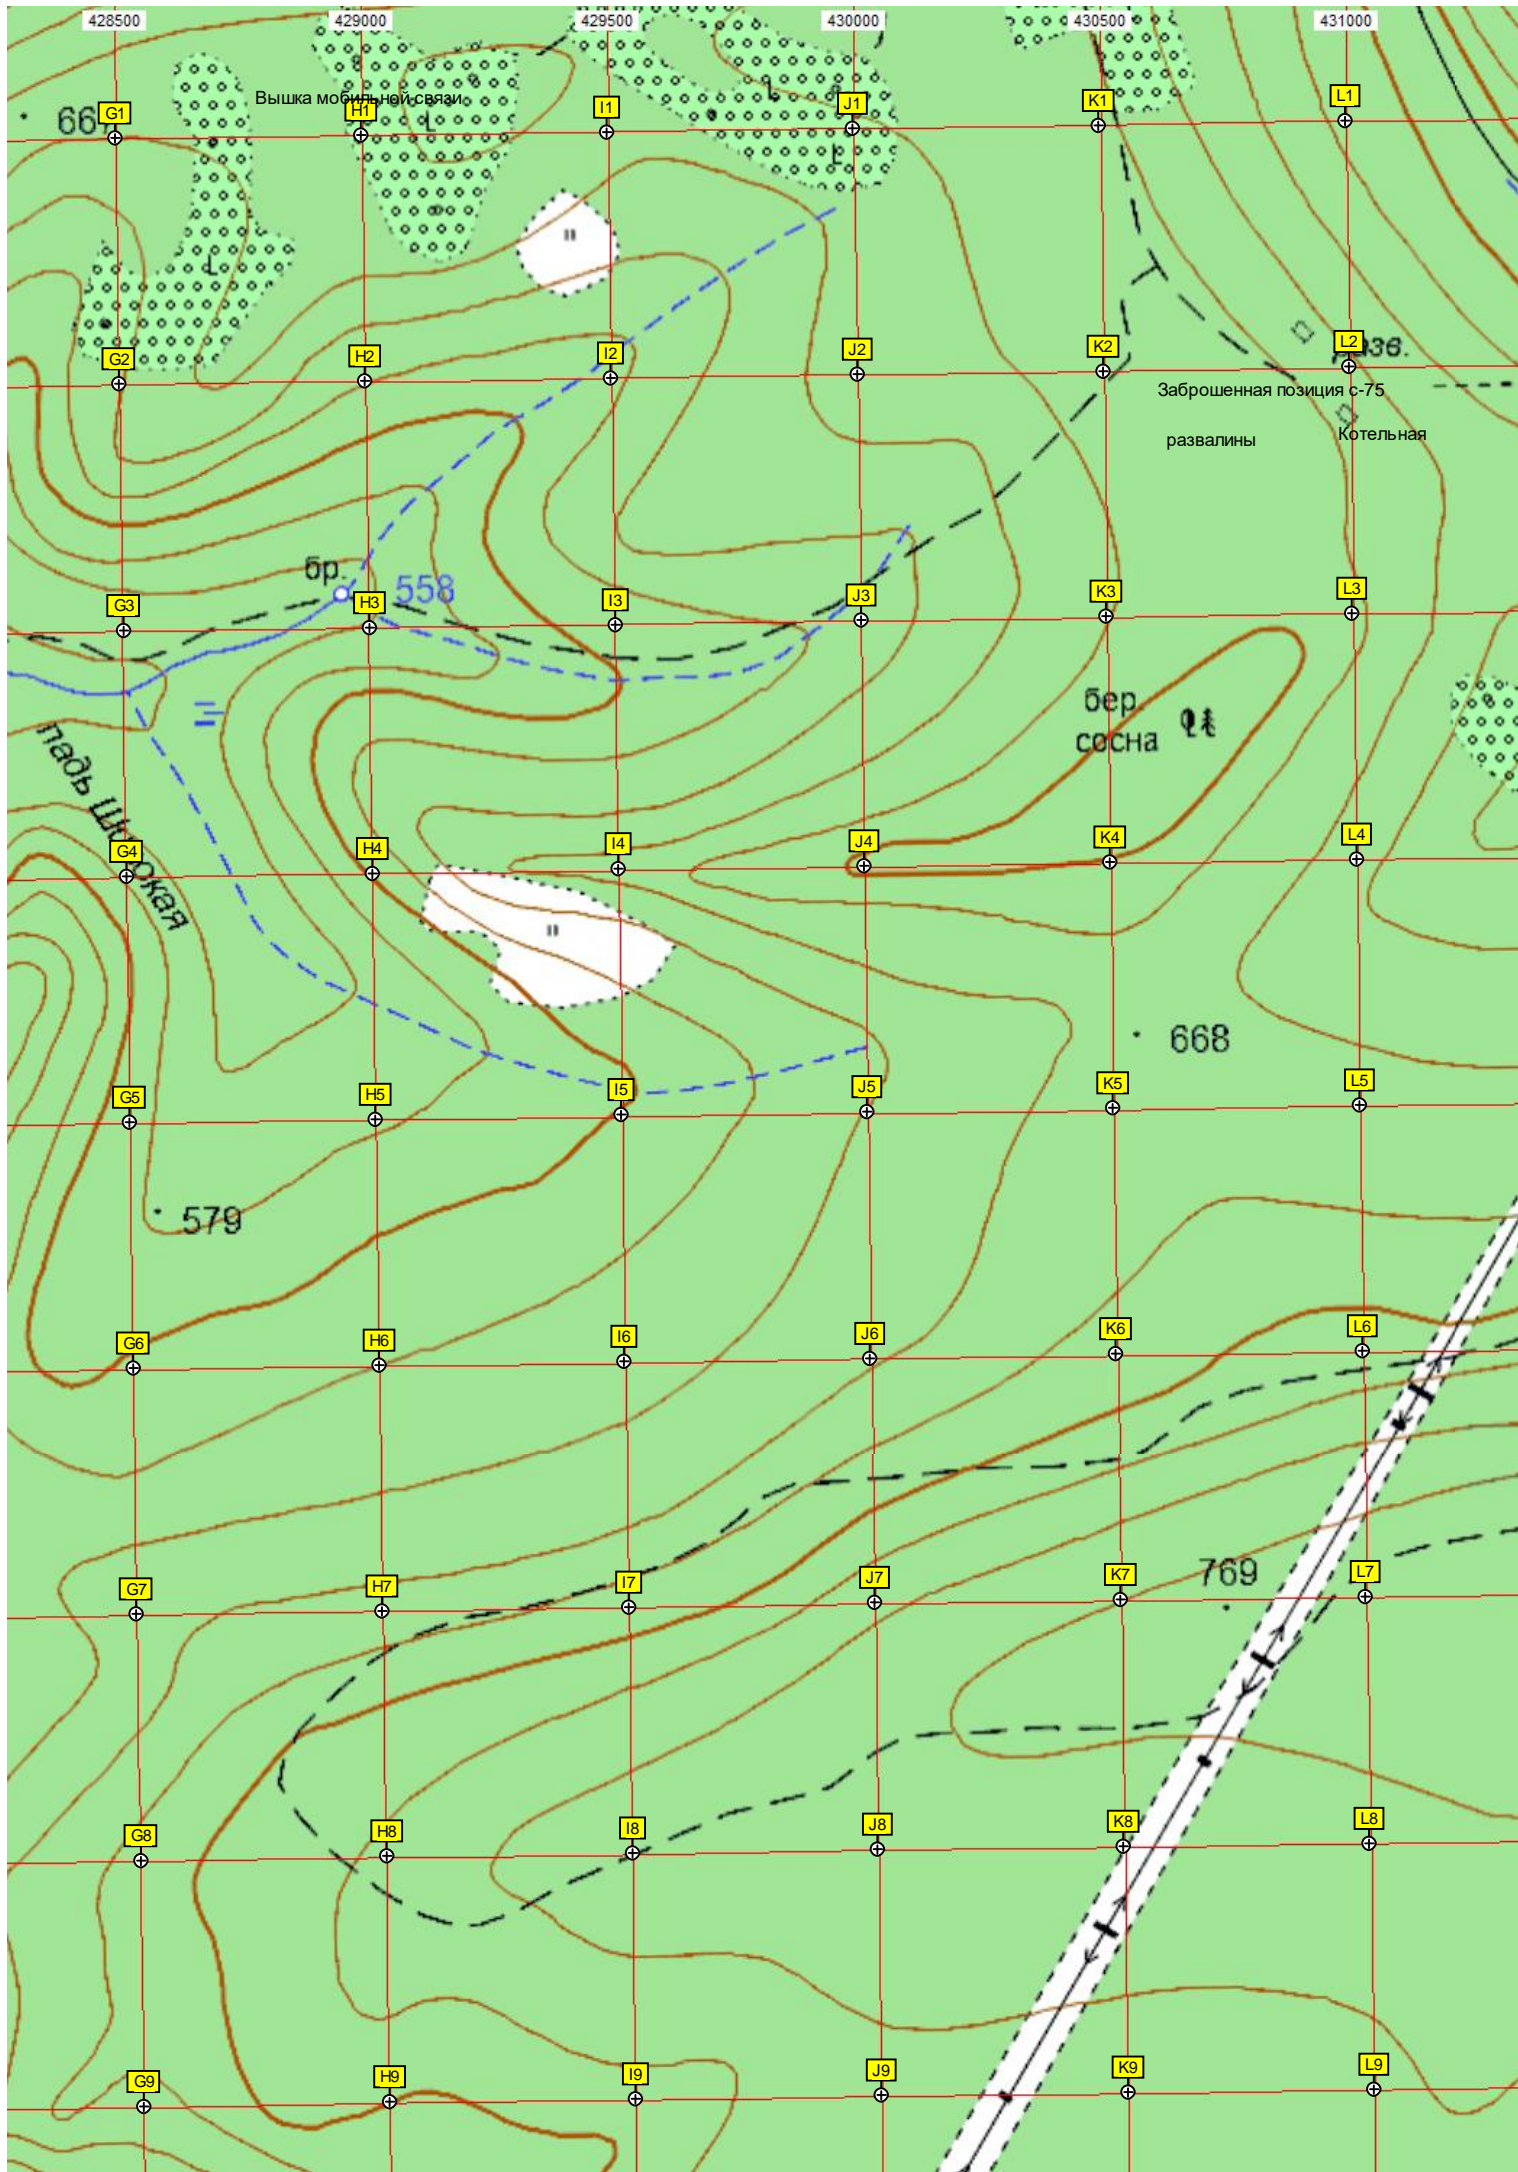 428500 429000 429500 430000 430500 431000
Вышка мобильной связи
G1 H1 I1 J1 K1 L1
G2 H2 I2 J2 K2 L2
Заброшенная позиция с-75
развалины
Котельная
бр.
558
G3 H3 I3 J3 K3 L3
бер
сосна
падь
G4 H4 I4 J4 K4 L4
668
G5 H5 I5 J5 K5 L5
579
G6 H6 I6 J6 K6 L6
769
G7 H7 I7 J7 K7 L7
G8 H8 I8 J8 K8 L8
G9 H9 I9 J9 K9 L9